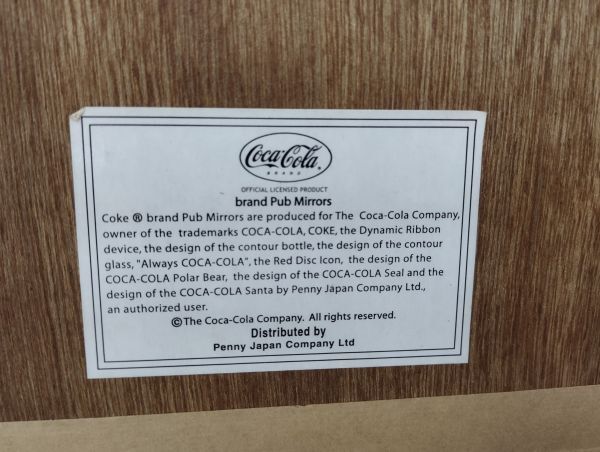 Coca-Cola
BRAND
OFFICIAL LICENSED PRODUCT
brand Pub Mirrors
Coke ® brand Pub Mirrors are produced for The Coca-Cola Company,
owner of the trademarks COCA-COLA, COKE, the Dynamic Ribbon
device, the design of the contour bottle, the design of the contour
glass, "Always COCA-COLA", the Red Disc Icon, the design of the
COCA-COLA Polar Bear, the design of the COCA-COLA Seal and the
design of the COCA-COLA Santa by Penny Japan Company Ltd.,
an authorized user.
©The Coca-Cola Company. All rights reserved.
Distributed by
Penny Japan Company Ltd